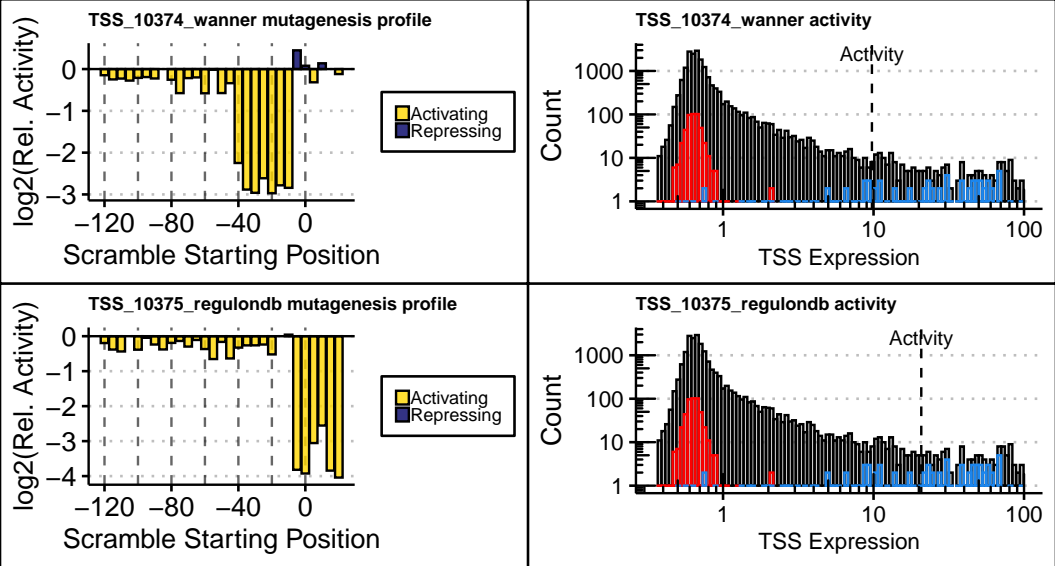 TSS_10374_wanner mutagenesis profile
log2(Rel. Activity)
0
−1
−2
−3
−120
−80
−40
0
Scramble Starting Position
Activating
Repressing
TSS_10374_wanner activity
Activity
Count
1000
100
10
1
1
10
100
TSS Expression
TSS_10375_regulondb mutagenesis profile
log2(Rel. Activity)
0
−1
−2
−3
−4
−120
−80
−40
0
Scramble Starting Position
Activating
Repressing
TSS_10375_regulondb activity
Activity
Count
1000
100
10
1
1
10
100
TSS Expression